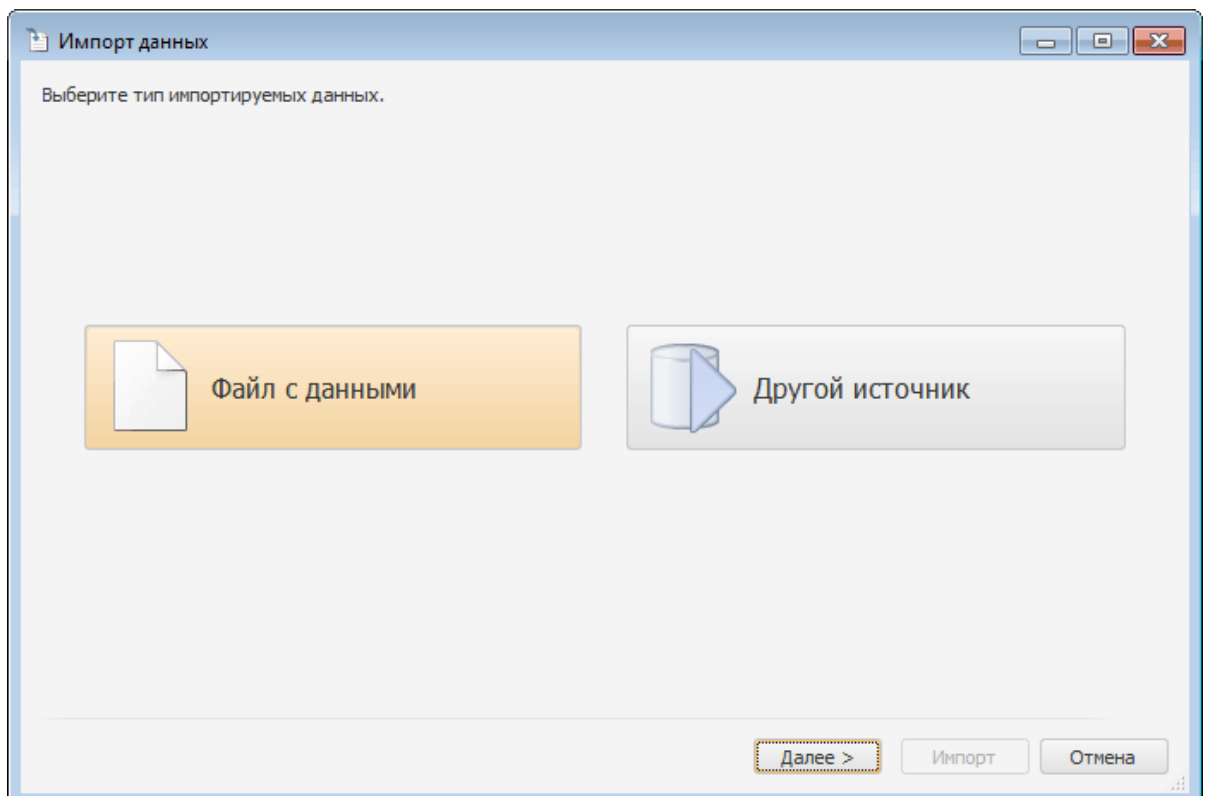 Импорт данных
Выберите тип импортируемых данных.
Файл с данными
Другой источник
Далее >
Импорт
Отмена